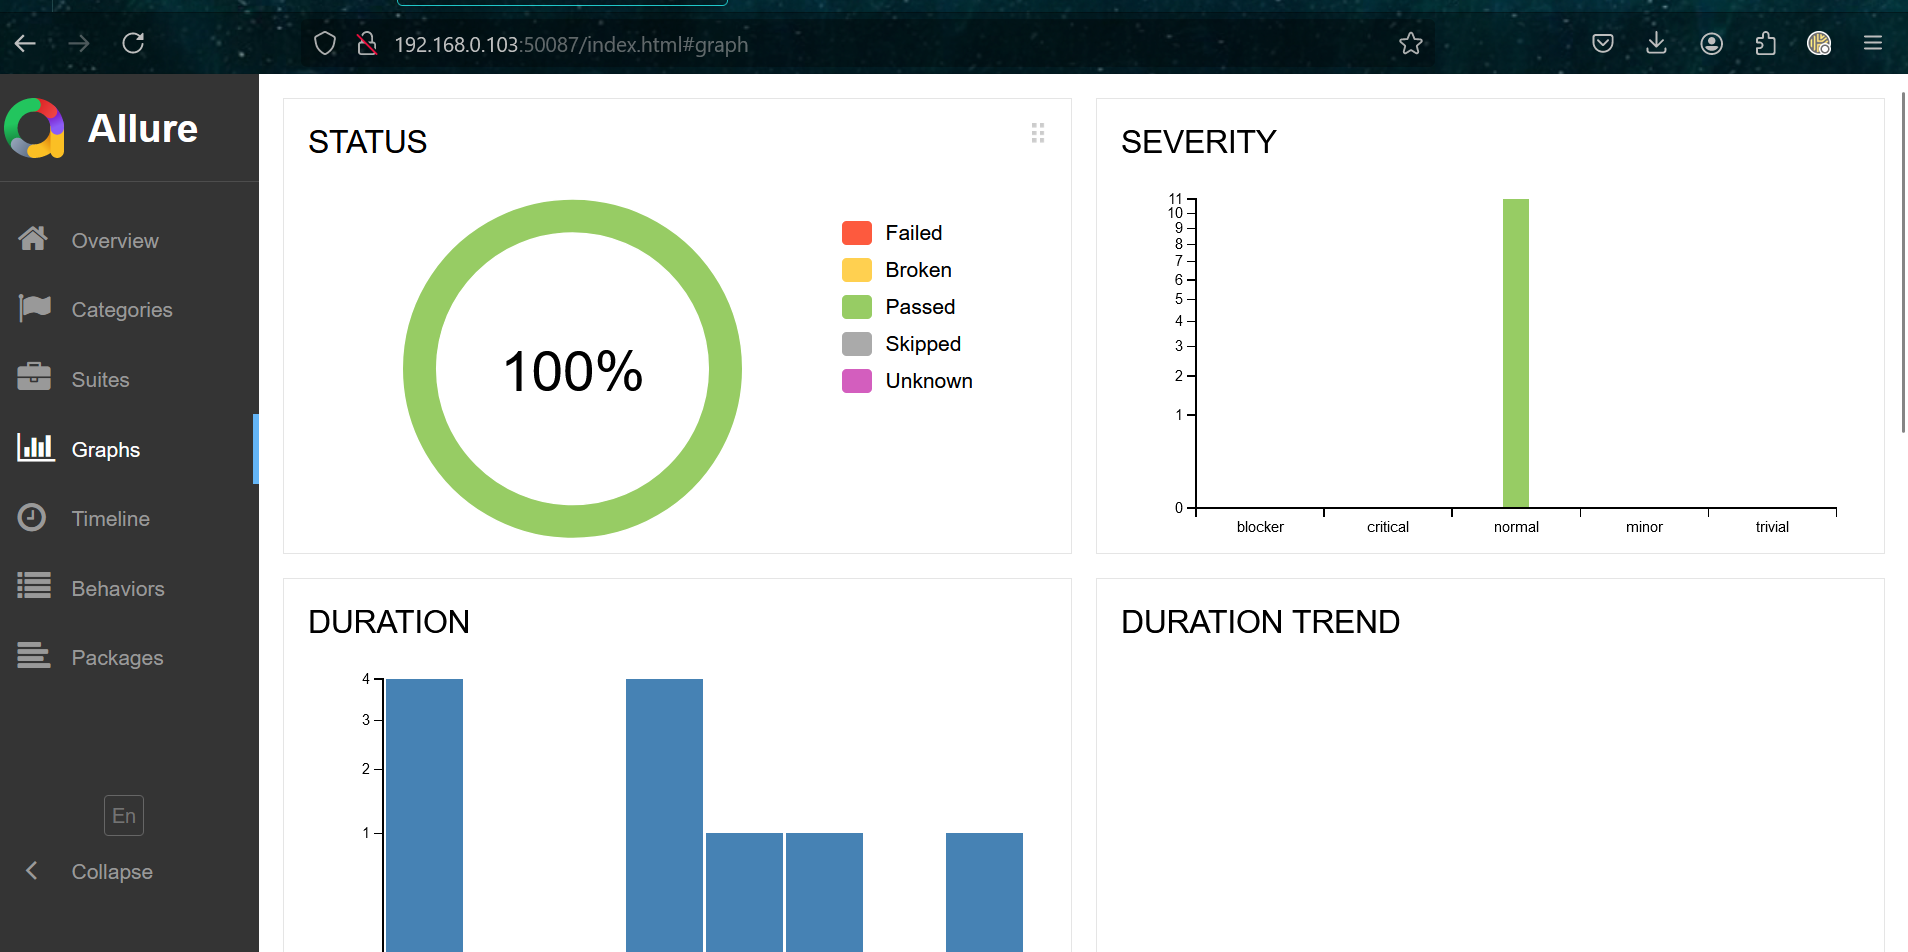 192.168.0.103:50087/index.html#graph
Allure
Overview
Categories
Suites
Graphs
Timeline
Behaviors
Packages
En
Collapse
STATUS
100%
Failed
Broken
Passed
Skipped
Unknown
SEVERITY
11
10
9
8
7
6
5
4
3
2
1
0
blocker critical normal minor trivial
DURATION
4
3
2
1
DURATION TREND